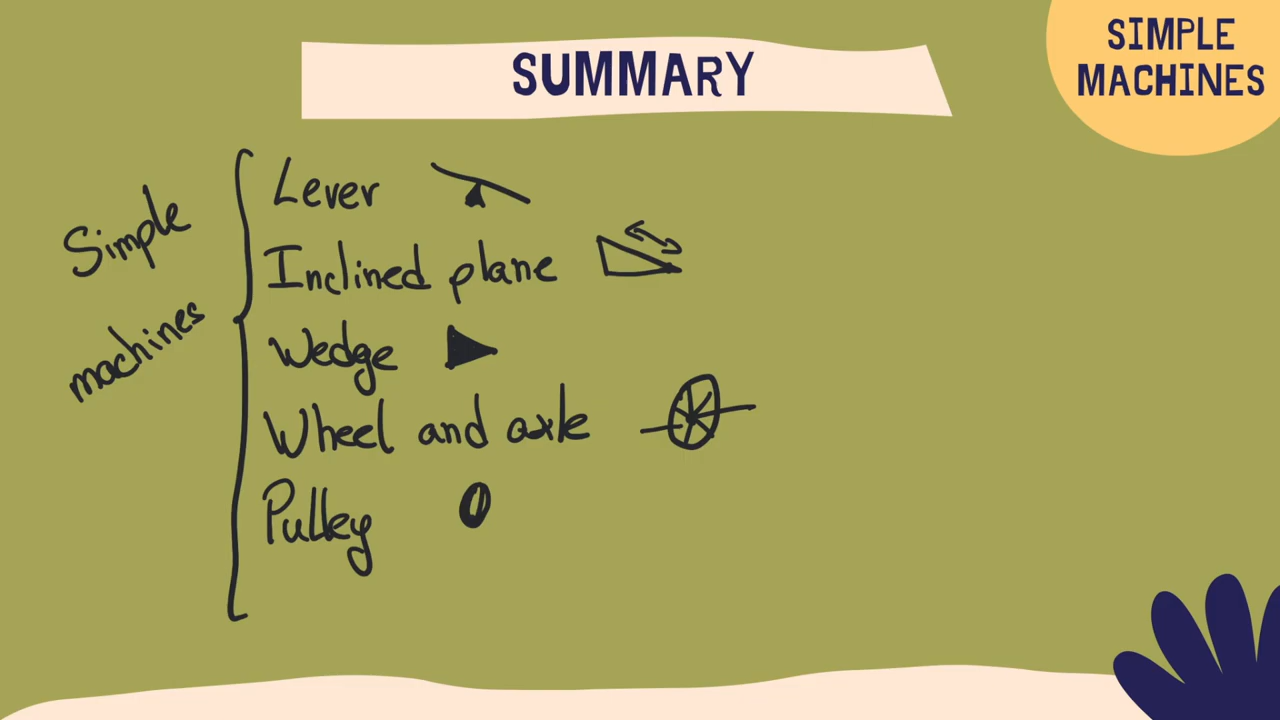 SUMMARY
SIMPLE
MACHINES
Simple
machines
Lever
Inclined plane
Wedge
Wheel and axle
Pulley